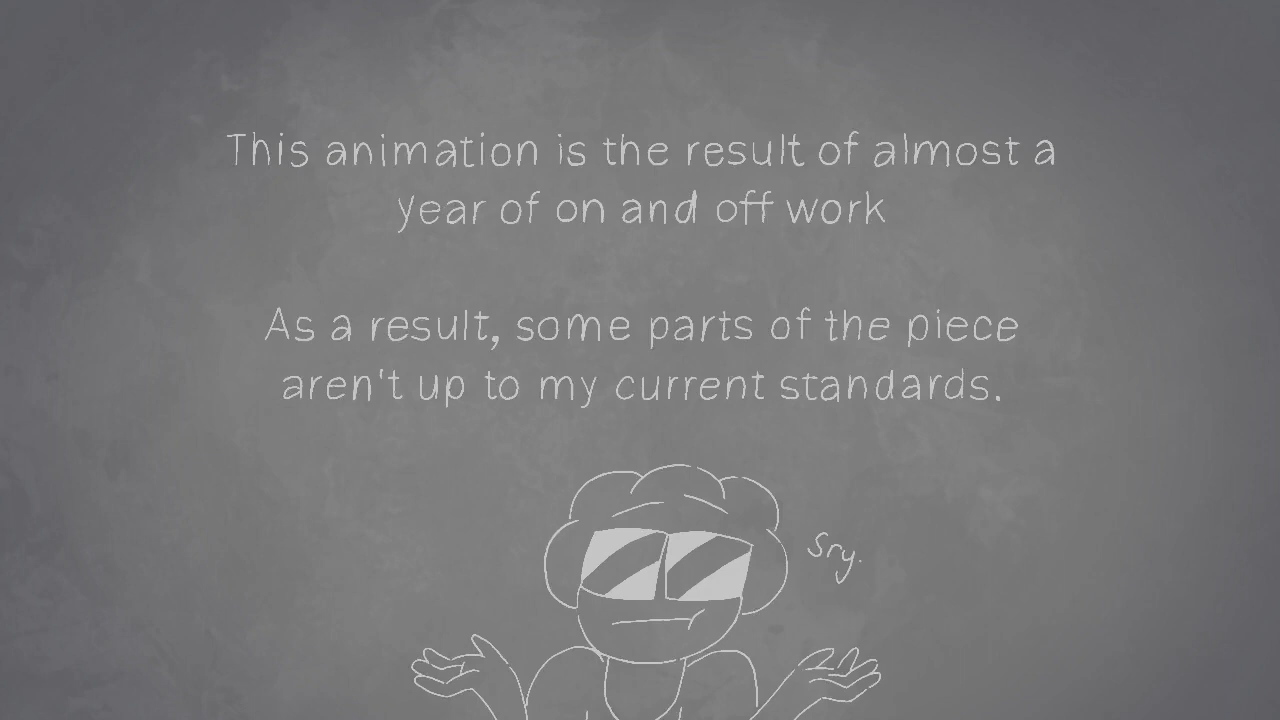 This animation is the result of almost a
year of on and off work
As a result, some parts of the piece
aren't up to my current standards.
Sry.